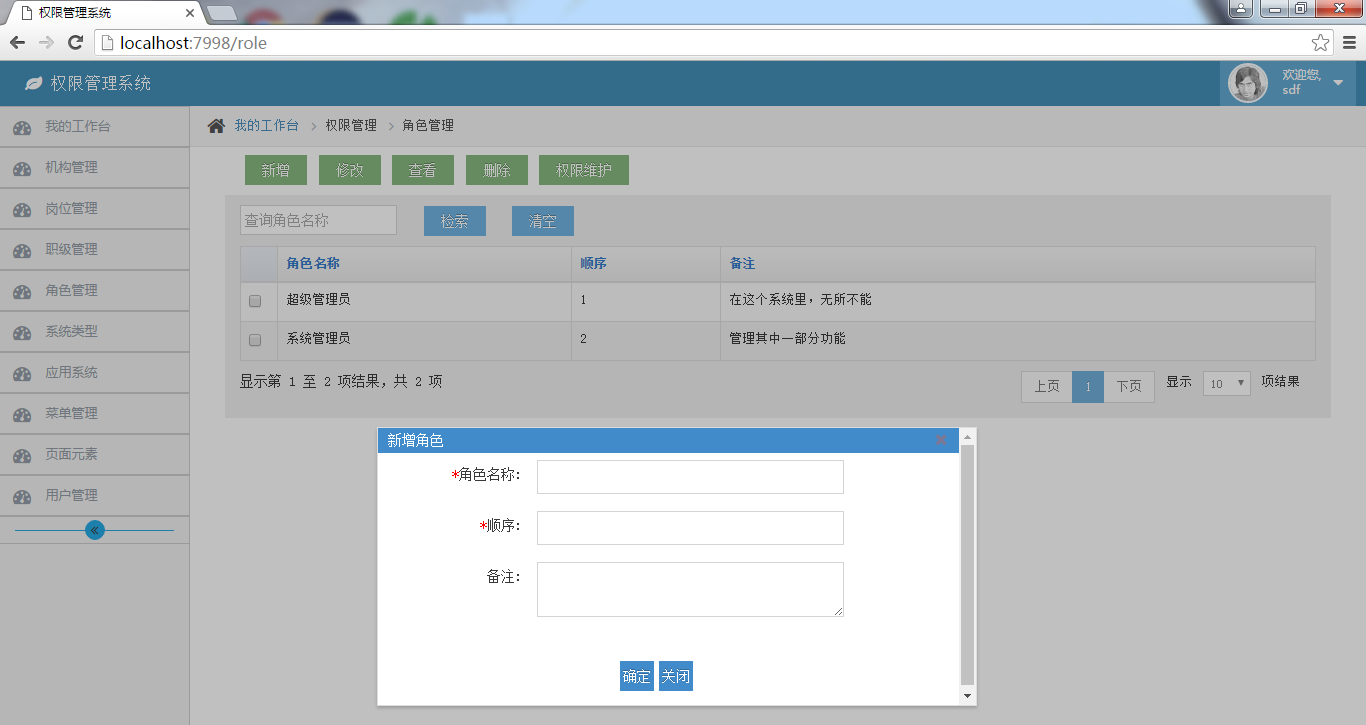 权限管理系统
localhost:7998/role
权限管理系统
欢迎您,
sdf
我的工作台
机构管理
岗位管理
职级管理
角色管理
系统类型
应用系统
菜单管理
页面元素
用户管理
我的工作台 > 权限管理 > 角色管理
新增 修改 查看 删除 权限维护
查询角色名称 检索 清空
角色名称 顺序 备注
超级管理员 1 在这个系统里，无所不能
系统管理员 2 管理其中一部分功能
显示第 1 至 2 项结果，共 2 项
上页 1 下页 显示 10 项结果
新增角色
*角色名称:
*顺序:
备注:
确定 关闭